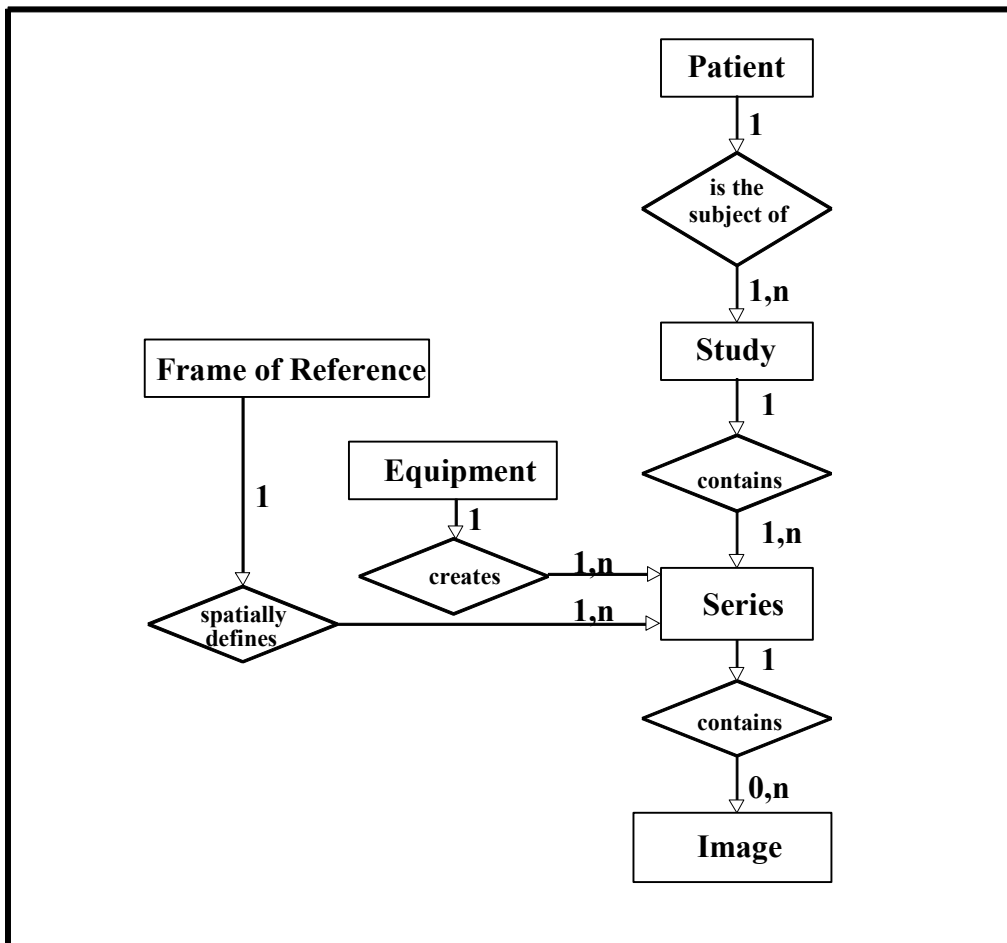 Patient
1
is the
subject of
1,n
Study
Frame of Reference
1
contains
Equipment
1
1
1,n
creates
1,n
Series
spatially
defines
1,n
1
contains
0,n
Image